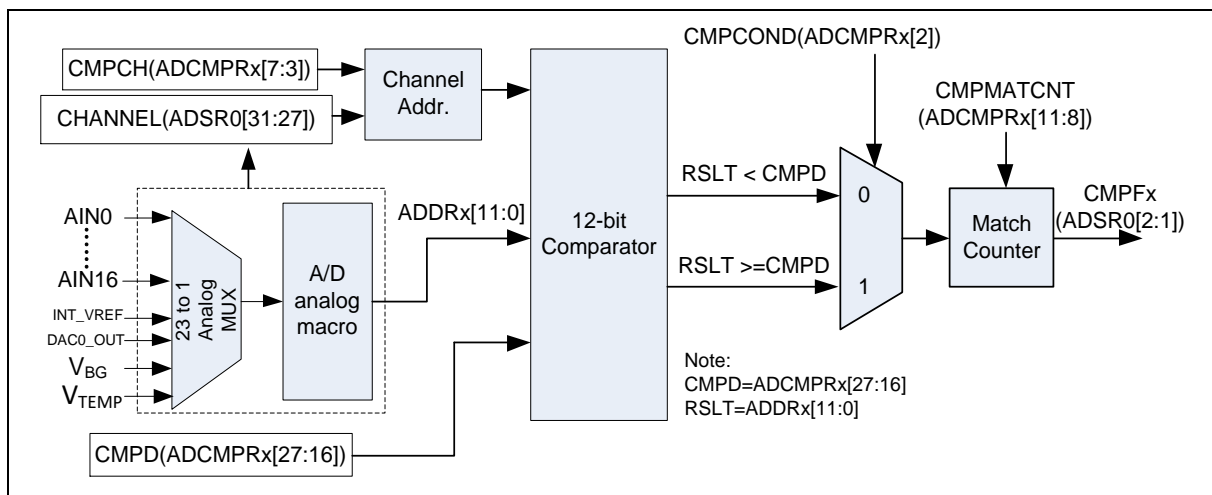 CMPCH(ADCMPRx[7:3])
CHANNEL(ADSR0[31:27])
Channel
Addr.
CMPCOND(ADCMPRx[2])
CMPMATCNT
(ADCMPRx[11:8])
AIN0
AIN16
INT_VREF
DAC0_OUT
VBG
VTEMP
23 to 1
Analog
MUX
A/D
analog
macro
ADDRx[11:0]
12-bit
Comparator
RSLT < CMPD
RSLT >=CMPD
0
1
Match
Counter
CMPFx
(ADSR0[2:1])
CMPD(ADCMPRx[27:16])
Note:
CMPD=ADCMPRx[27:16]
RSLT=ADDRx[11:0]